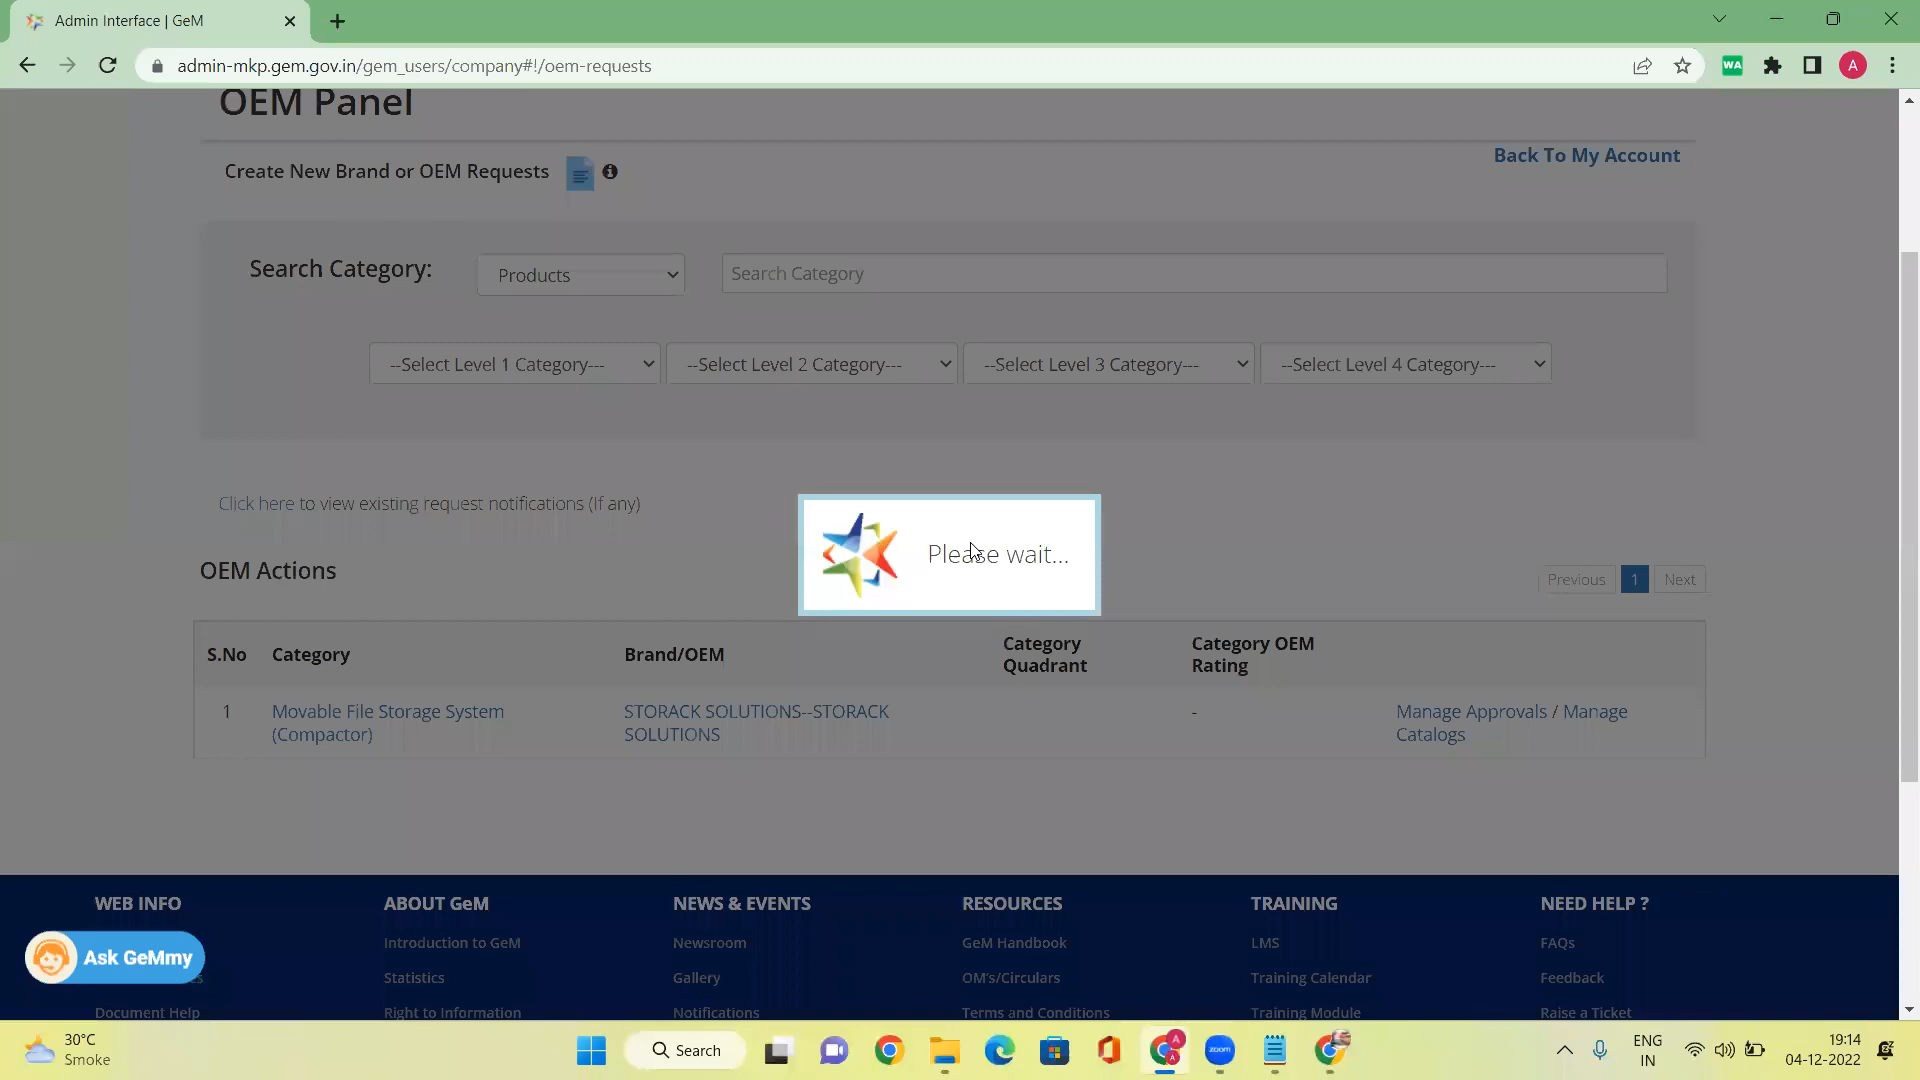 Admin Interface | GeM
admin-mkp.gem.gov.in/gem_users/company#!/oem-requests
WA
A
OEM Panel
Create New Brand or OEM Requests
Back To My Account
Search Category:
Products
Search Category
--Select Level 1 Category---
--Select Level 2 Category---
--Select Level 3 Category---
--Select Level 4 Category---
Click here to view existing request notifications (If any)
Please wait...
OEM Actions
Previous 1 Next
S.No Category Brand/OEM Category Quadrant Category OEM Rating
1 Movable File Storage System (Compactor) STORACK SOLUTIONS--STORACK SOLUTIONS - Manage Approvals / Manage Catalogs
WEB INFO
ABOUT GeM
NEWS & EVENTS
RESOURCES
TRAINING
NEED HELP ?
Introduction to GeM
Newsroom
GeM Handbook
LMS
FAQs
Ask GeMmy
Statistics
Gallery
OM's/Circulars
Training Calendar
Feedback
Document Help
Right to Information
Notifications
Terms and Conditions
Training Module
Raise a Ticket
30°C
Smoke
Search
A
A
zoom
ENG
IN
19:14
04-12-2022